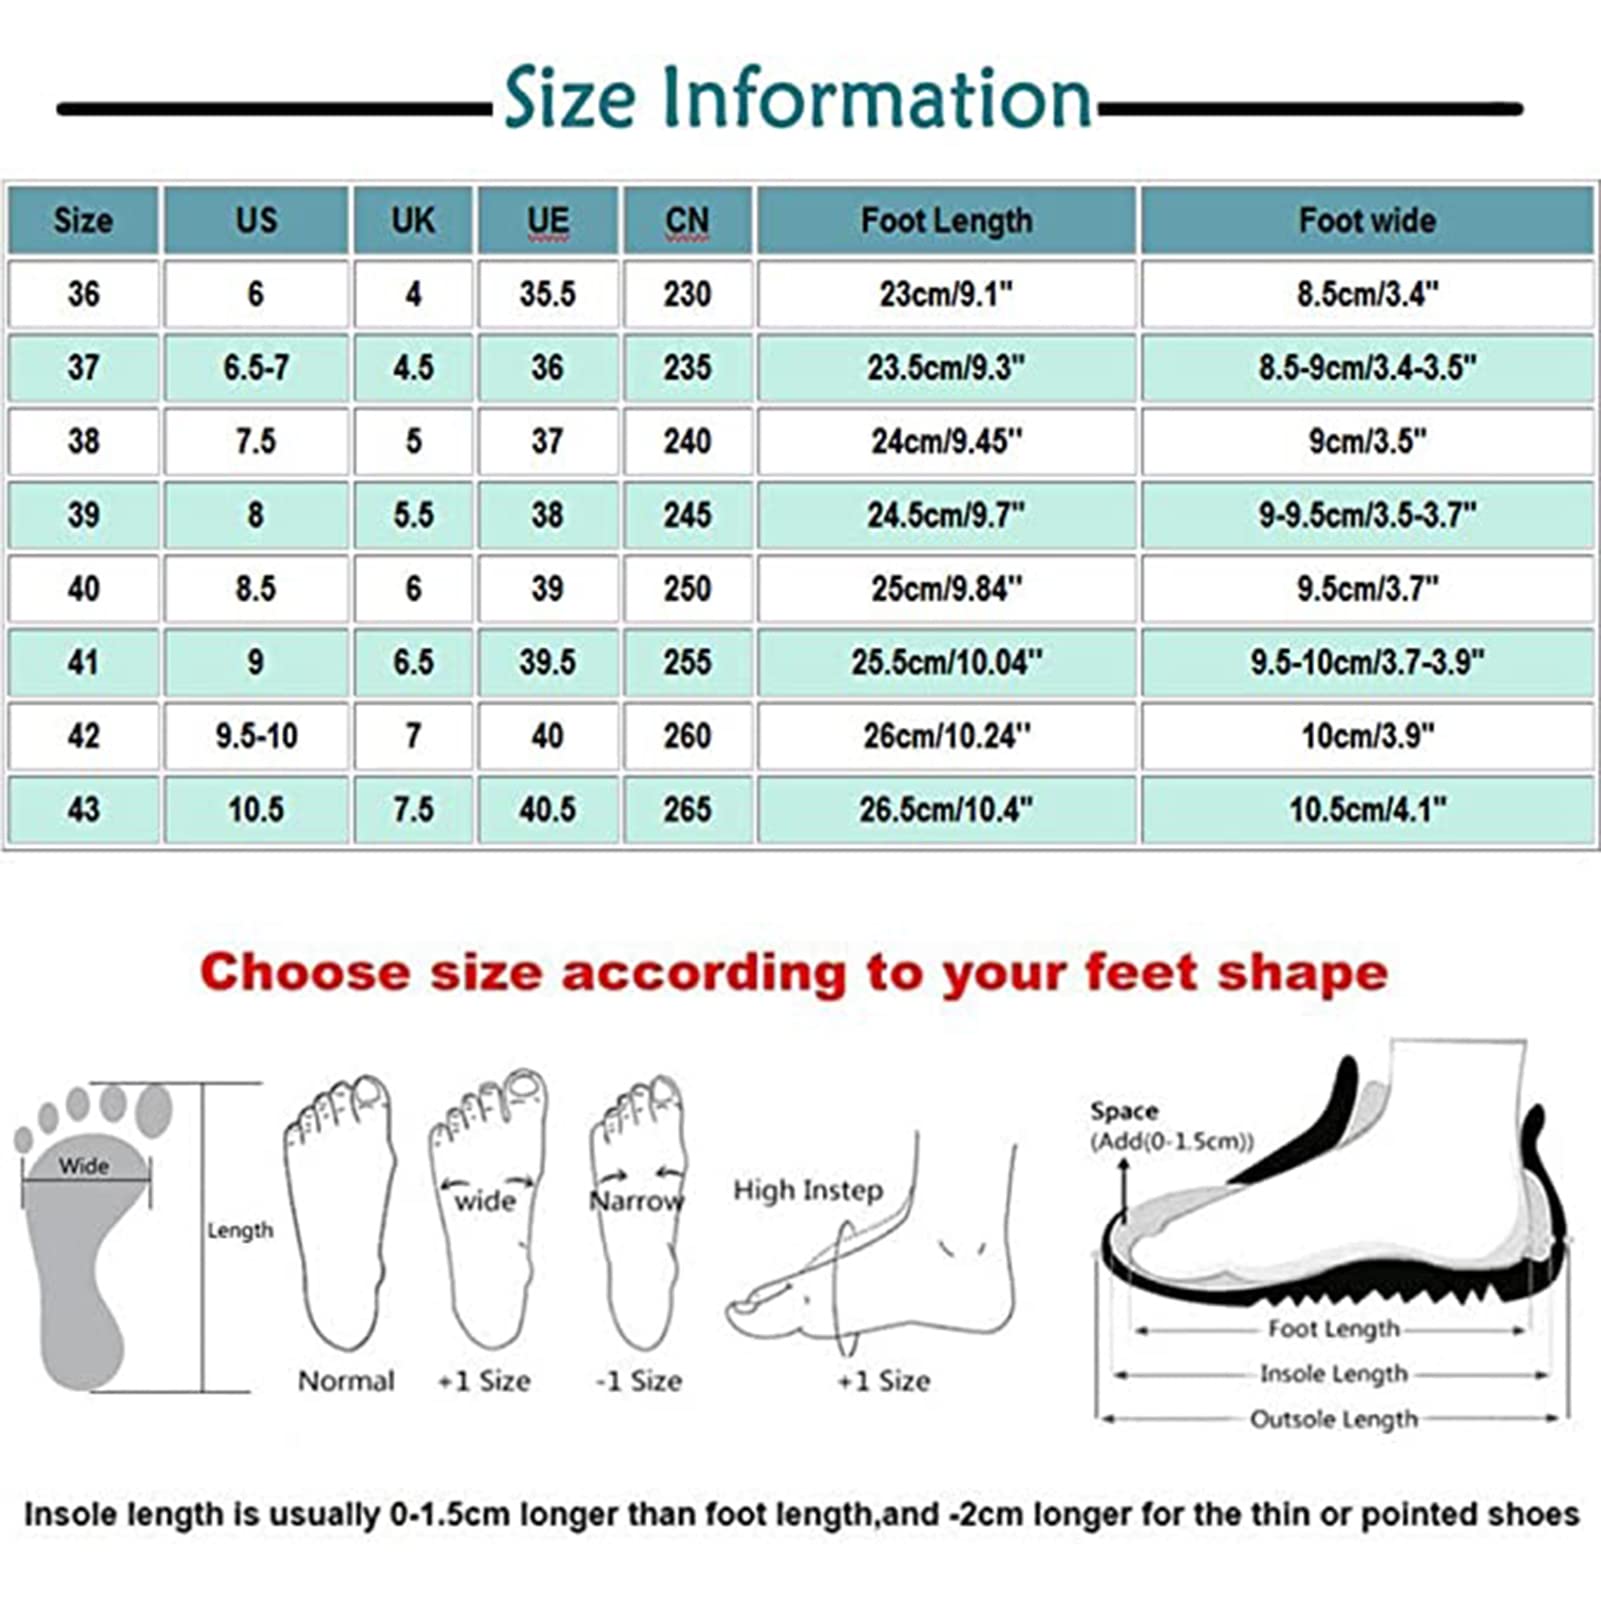 Size Information
Size US UK UE CN Foot Length Foot wide
36 6 4 35.5 230 23cm/9.1" 8.5cm/3.4"
37 6.5-7 4.5 36 235 23.5cm/9.3" 8.5-9cm/3.4-3.5"
38 7.5 5 37 240 24cm/9.45" 9cm/3.5"
39 8 5.5 38 245 24.5cm/9.7" 9-9.5cm/3.5-3.7"
40 8.5 6 39 250 25cm/9.84" 9.5cm/3.7"
41 9 6.5 39.5 255 25.5cm/10.04" 9.5-10cm/3.7-3.9"
42 9.5-10 7 40 260 26cm/10.24" 10cm/3.9"
43 10.5 7.5 40.5 265 26.5cm/10.4" 10.5cm/4.1"
Choose size according to your feet shape
Wide
Length
Normal
wide
+1 Size
Narrow
-1 Size
High Instep
+1 Size
Space
(Add(0-1.5cm))
Foot Length
Insole Length
Outsole Length
Insole length is usually 0-1.5cm longer than foot length,and -2cm longer for the thin or pointed shoes